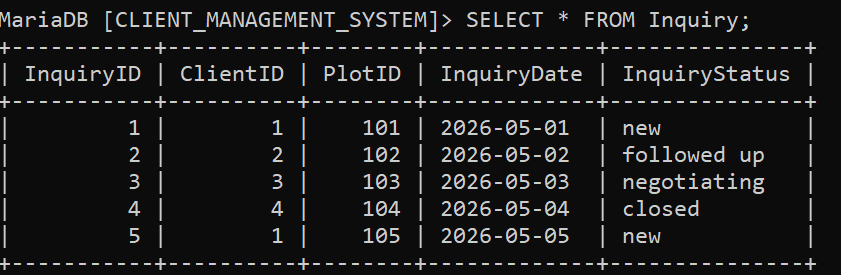 MariaDB [CLIENT_MANAGEMENT_SYSTEM]> SELECT * FROM Inquiry;
+-----------+----------+--------+-------------+---------------+
| InquiryID | ClientID | PlotID | InquiryDate | InquiryStatus |
+-----------+----------+--------+-------------+---------------+
|         1 |        1 |    101 | 2026-05-01  | new           |
|         2 |        2 |    102 | 2026-05-02  | followed up   |
|         3 |        3 |    103 | 2026-05-03  | negotiating   |
|         4 |        4 |    104 | 2026-05-04  | closed        |
|         5 |        1 |    105 | 2026-05-05  | new           |
+-----------+----------+--------+-------------+---------------+